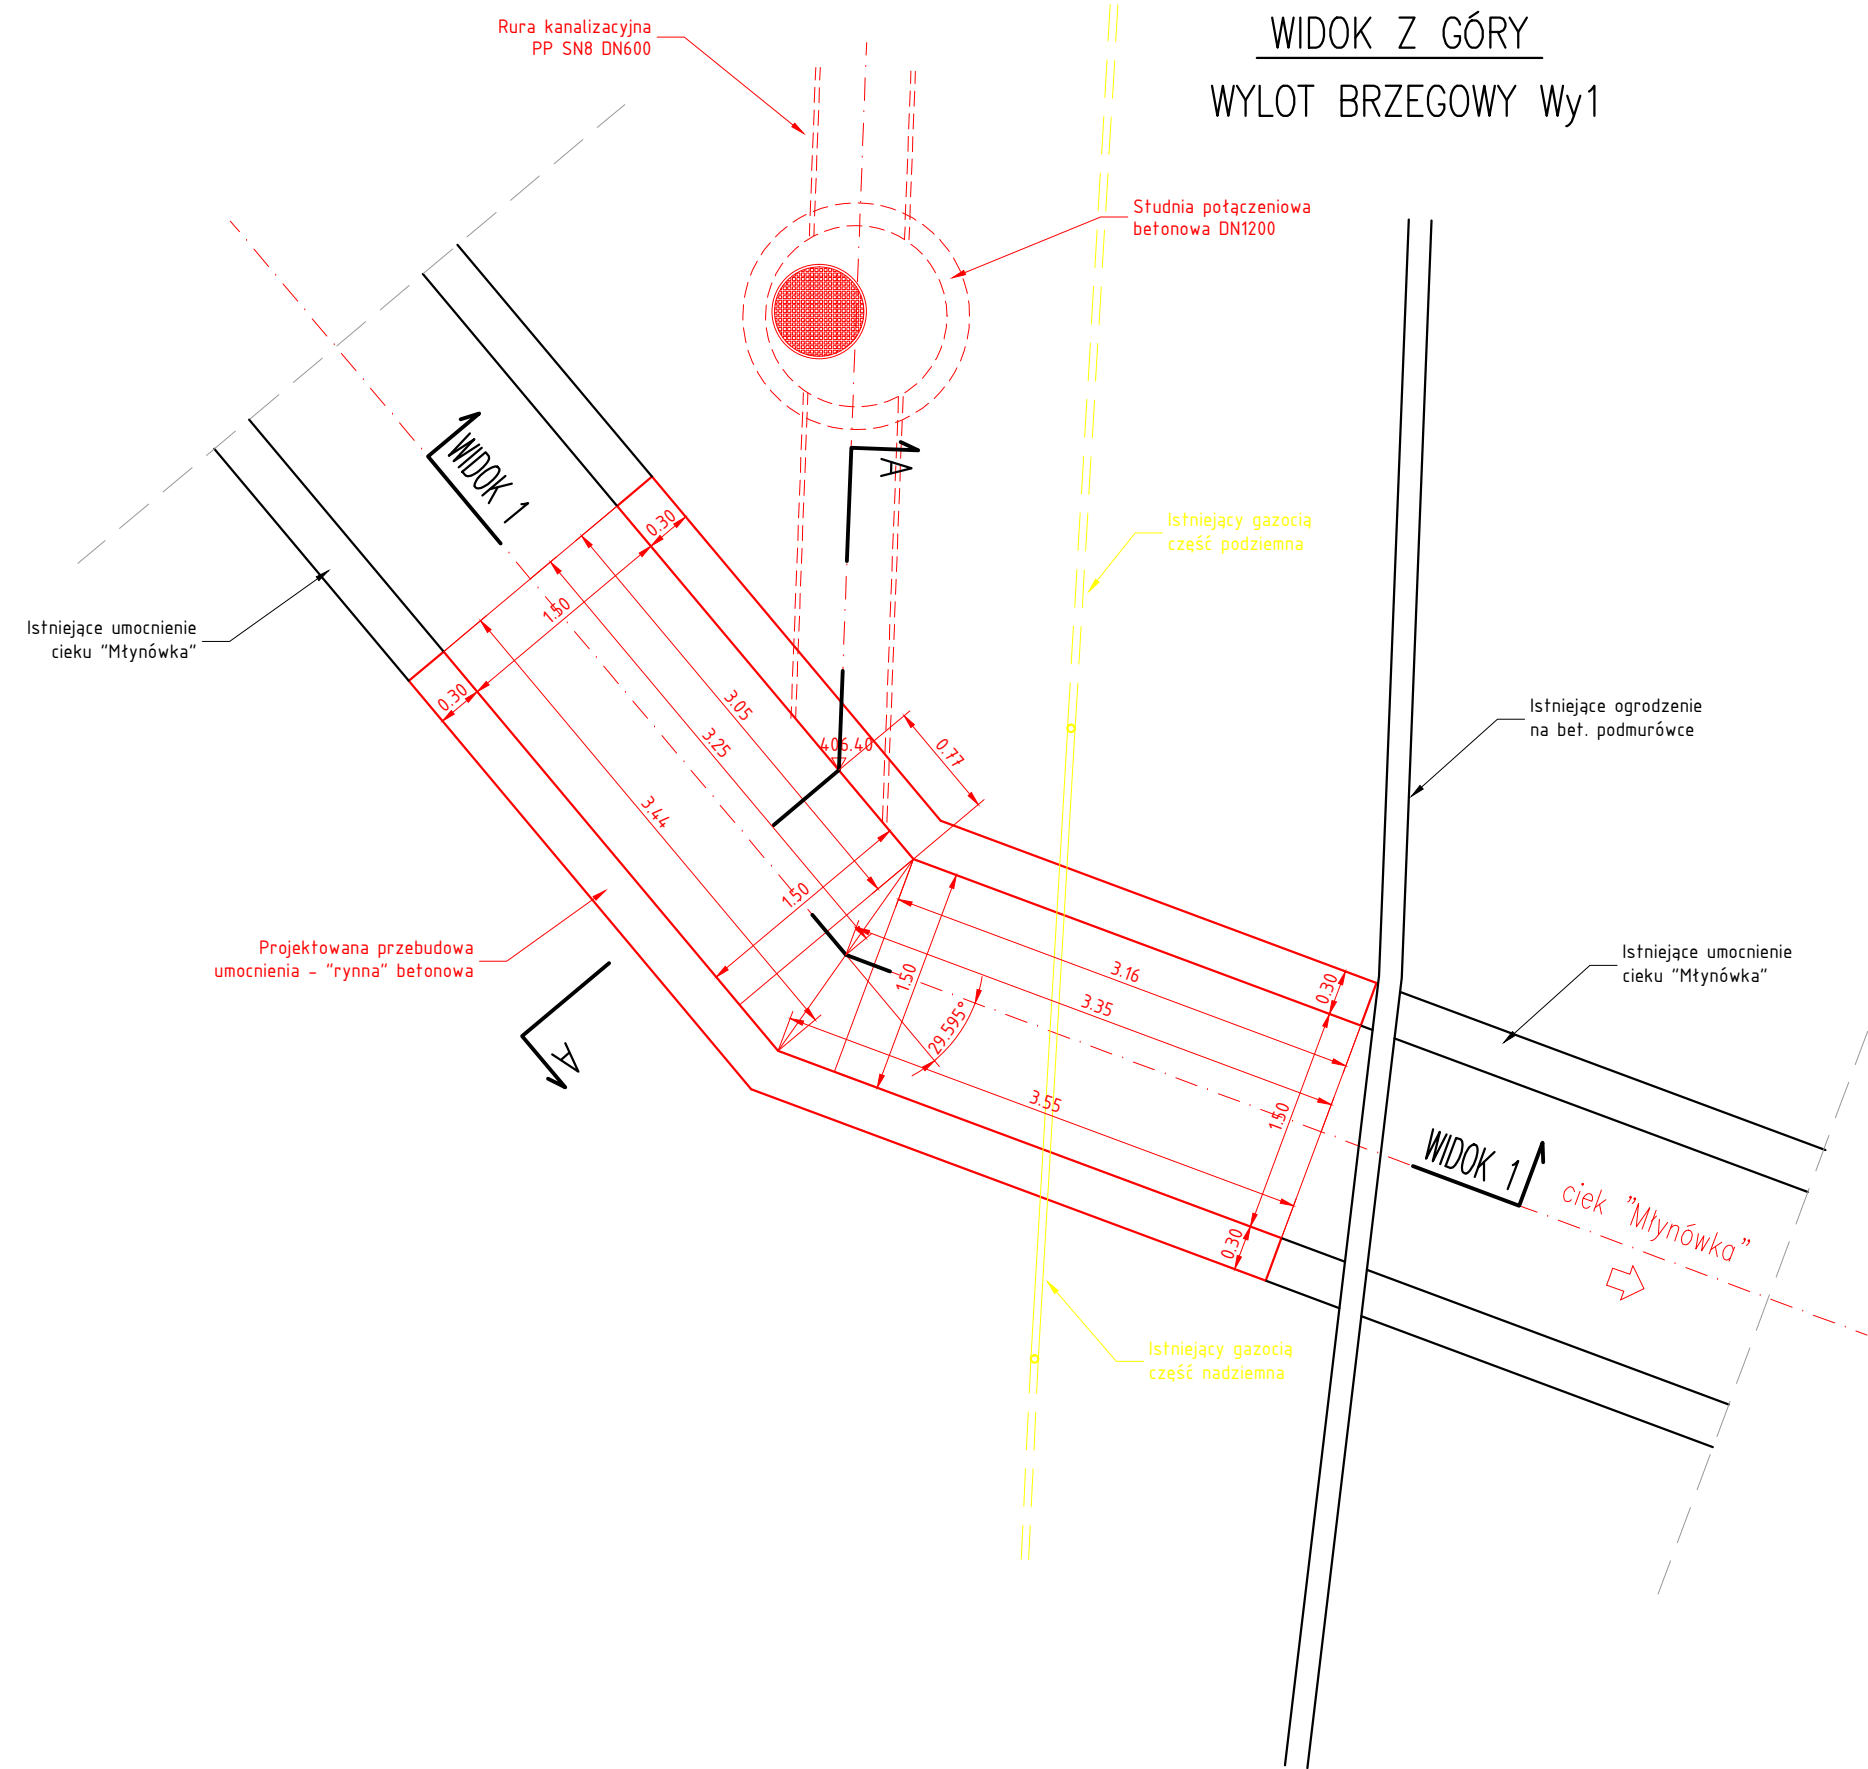 WIDOK Z GÓRY
WYLOT BRZEGOWY Wy1
Rura kanalizacyjna
PP SN8 DN600
Studnia połączeniowa
betonowa DN1200
WIDOK 1
A
Istniejący gazocią
część podziemna
0.30
1.50
Istniejące umocnienie
cieku "Młynówka"
0.30
3.05
3.25
3.44
406.40
0.77
Istniejące ogrodzenie
na bet. podmurówce
1.50
Projektowana przebudowa
umocnienia - "rynna" betonowa
Istniejące umocnienie
cieku "Młynówka"
1.50
3.16
3.35
0.30
29.595°
A
3.55
1.50
WIDOK 1
ciek "Młynówka"
0.30
Istniejący gazocią
część nadziemna